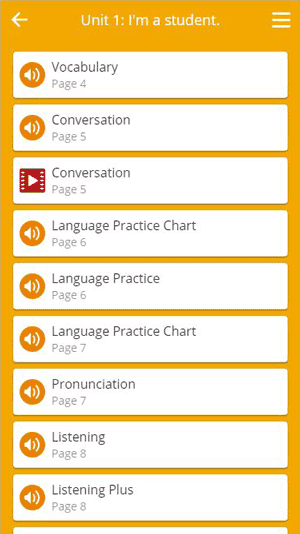 Unit 1: I'm a student.
Vocabulary
Page 4
Conversation
Page 5
Conversation
Page 5
Language Practice Chart
Page 6
Language Practice
Page 6
Language Practice Chart
Page 7
Pronunciation
Page 7
Listening
Page 8
Listening Plus
Page 8